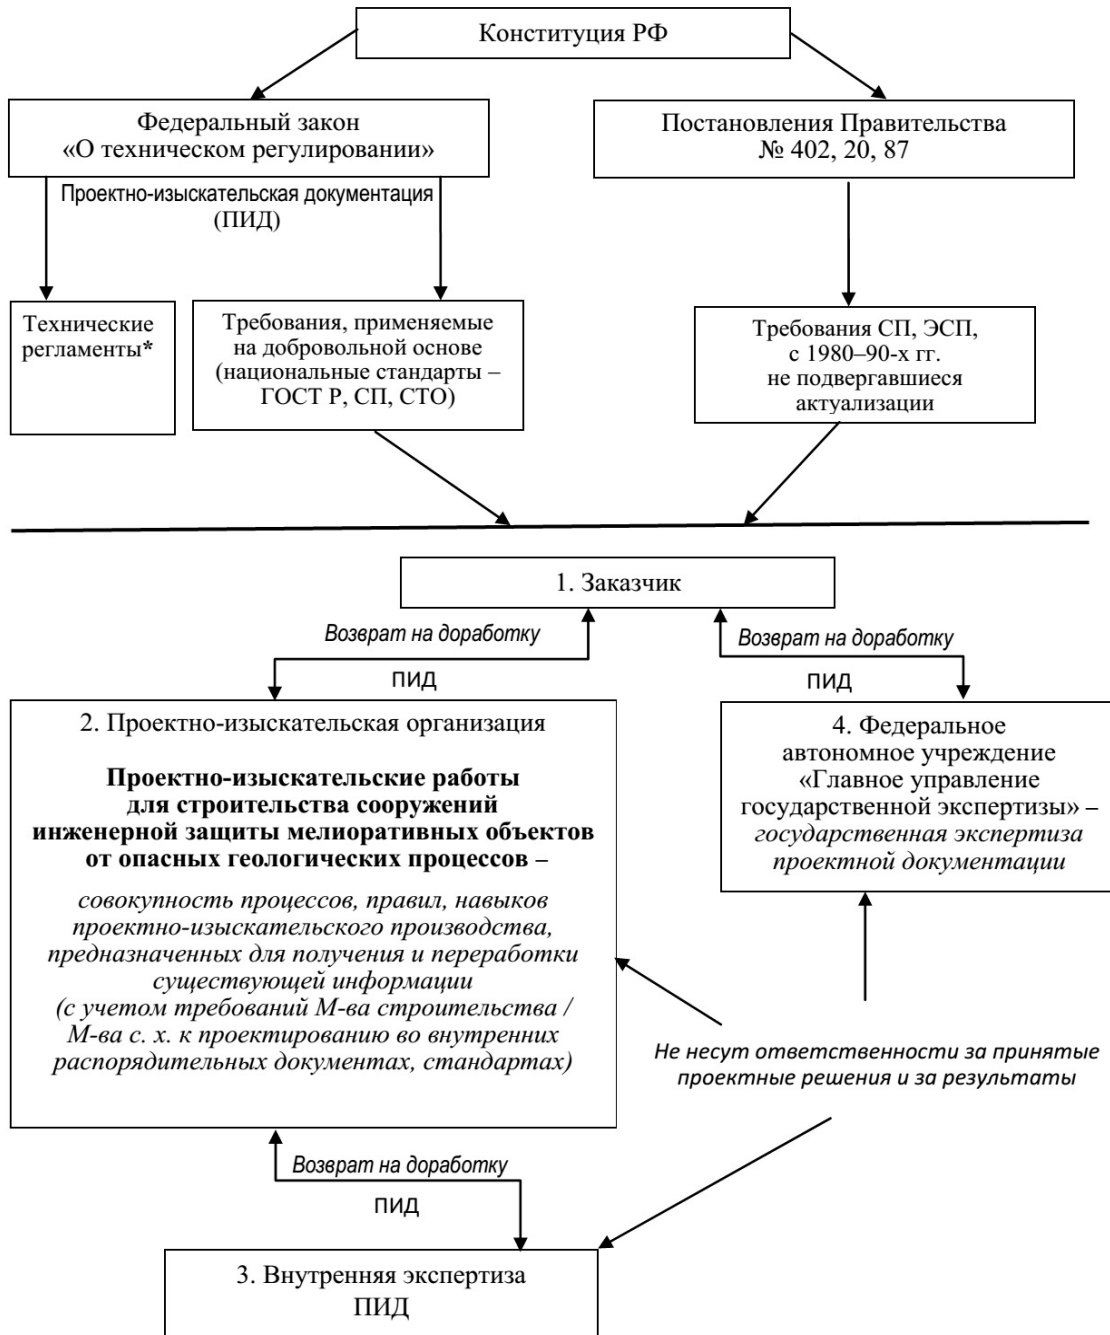 Конституция РФ
Федеральный закон
«О техническом регулировании»
Постановления Правительства
№ 402, 20, 87
Проектно-изыскательская документация
(ПИД)
Технические
регламенты*
Требования, применяемые
на добровольной основе
(национальные стандарты –
ГОСТ Р, СП, СТО)
Требования СП, ЭСП,
с 1980–90-х гг.
не подвергавшиеся
актуализации
1. Заказчик
Возврат на доработку
ПИД
Возврат на доработку
ПИД
2. Проектно-изыскательская организация
Проектно-изыскательские работы
для строительства сооружений
инженерной защиты мелиоративных объектов
от опасных геологических процессов –
совокупность процессов, правил, навыков
проектно-изыскательского производства,
предназначенных для получения и переработки
существующей информации
(с учетом требований М-ва строительства /
М-ва с. х. к проектированию во внутренних
распорядительных документах, стандартах)
4. Федеральное
автономное учреждение
«Главное управление
государственной экспертизы» –
государственная экспертиза
проектной документации
Не несут ответственности за принятые
проектные решения и за результаты
Возврат на доработку
ПИД
3. Внутренняя экспертиза
ПИД